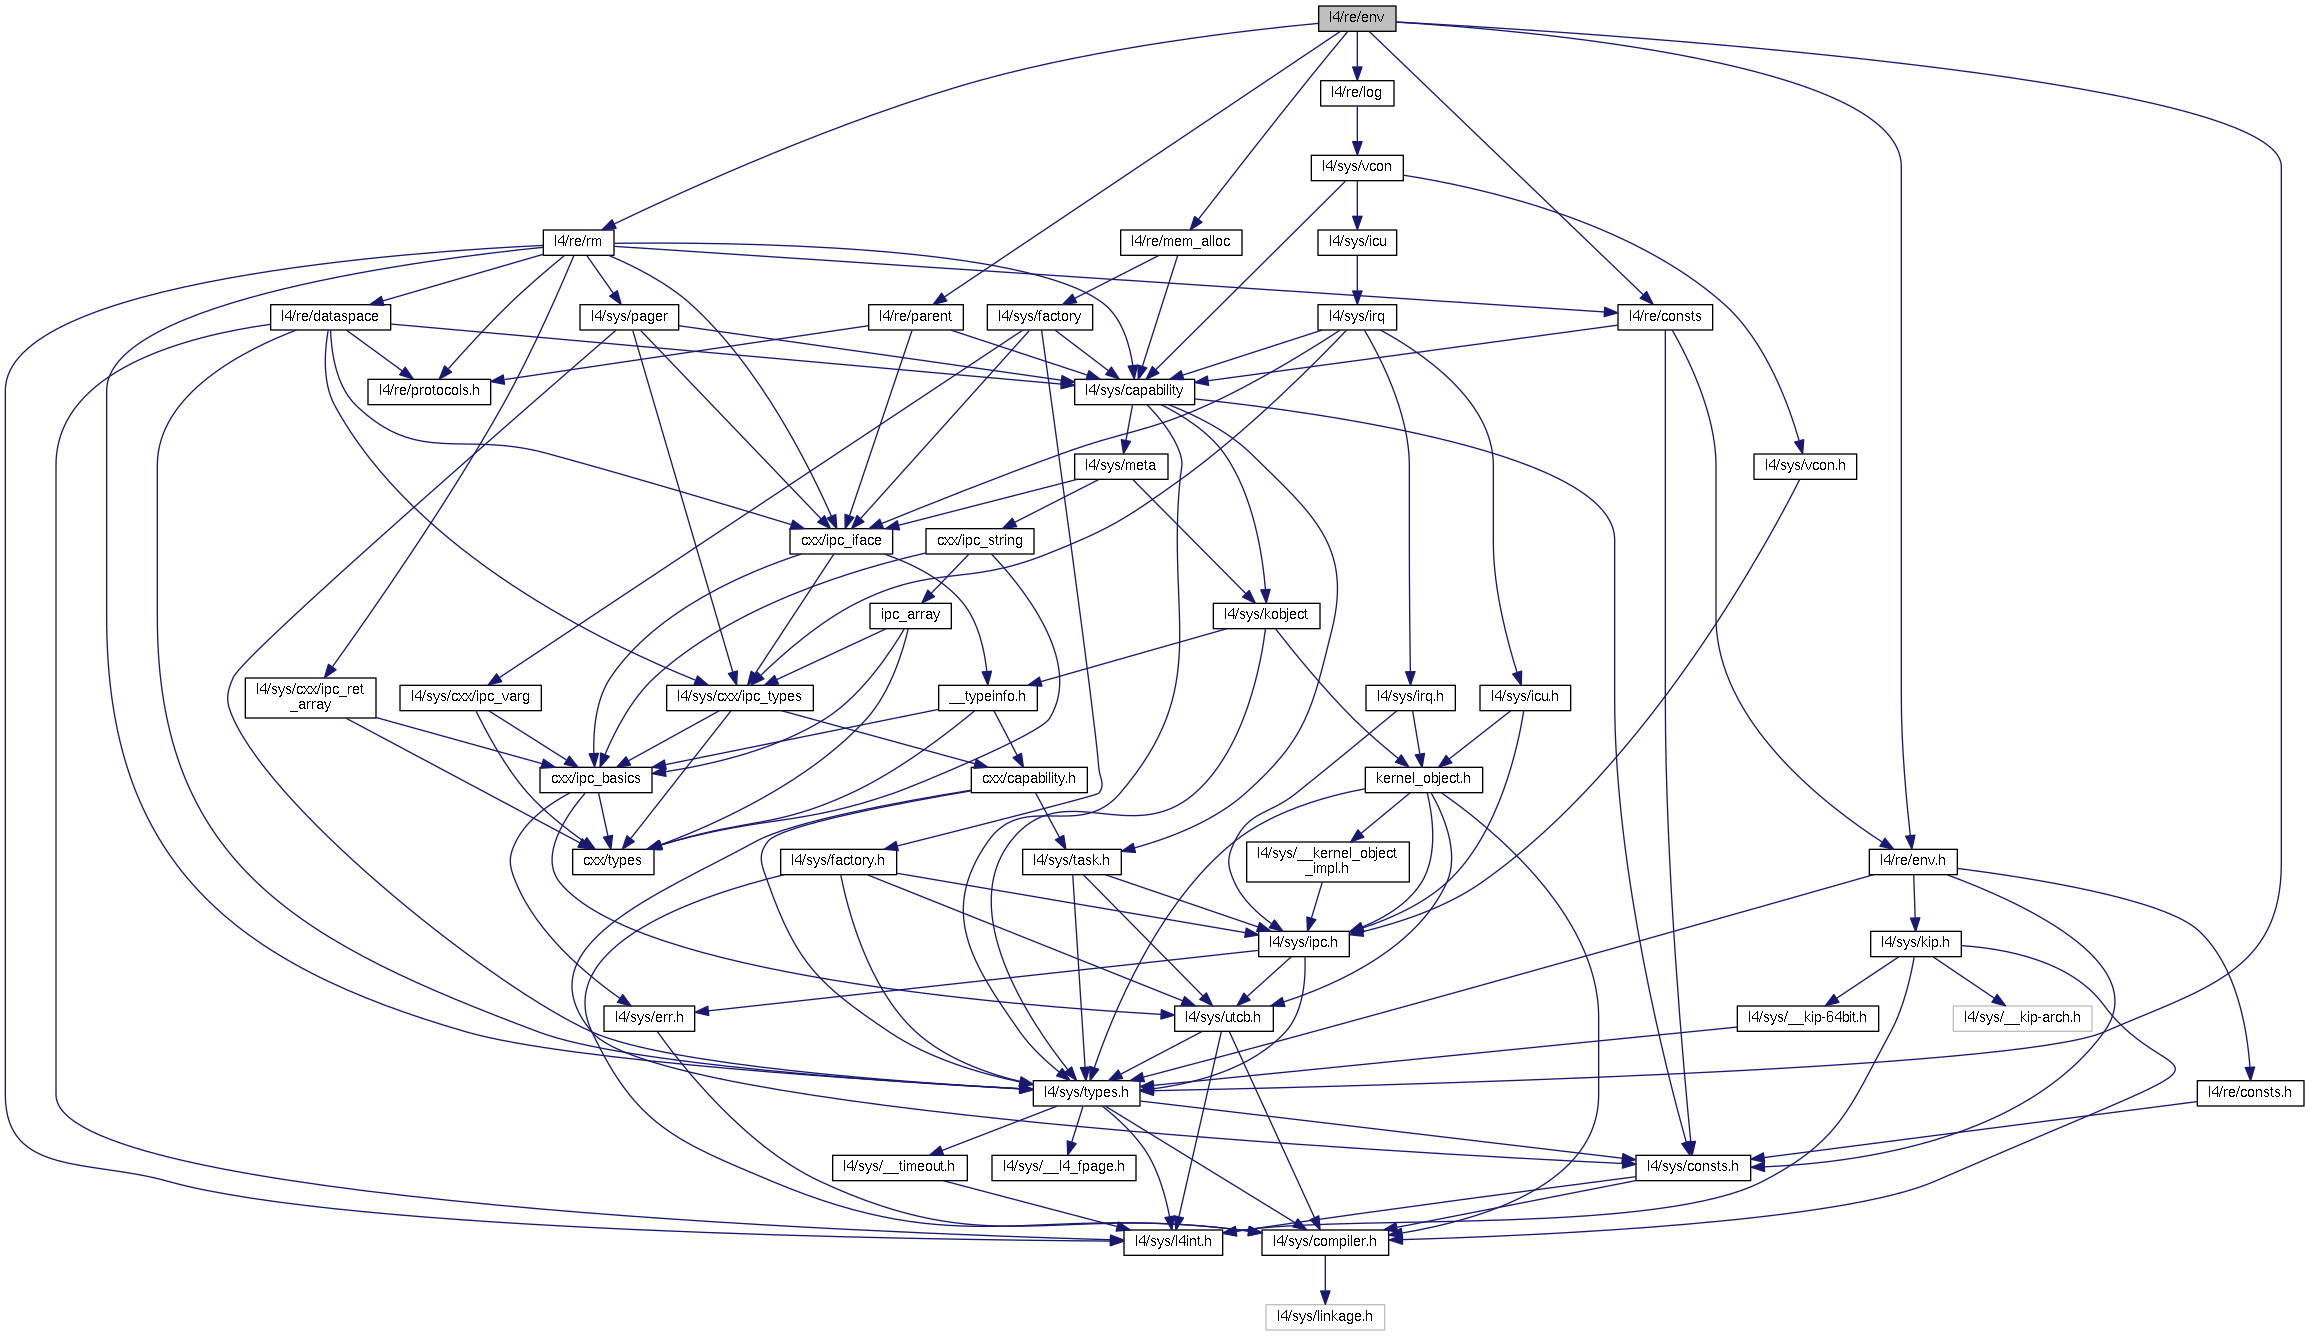 l4/re/env
l4/re/log
l4/sys/vcon
l4/re/rm
l4/re/mem_alloc
l4/sys/icu
l4/re/dataspace
l4/sys/pager
l4/re/parent
l4/sys/factory
l4/sys/irq
l4/re/consts
l4/re/protocols.h
l4/sys/capability
l4/sys/meta
l4/sys/vcon.h
cxx/ipc_iface
cxx/ipc_string
ipc_array
l4/sys/kobject
l4/sys/cxx/ipc_ret
_array
l4/sys/cxx/ipc_varg
l4/sys/cxx/ipc_types
__typeinfo.h
l4/sys/irq.h
l4/sys/icu.h
cxx/ipc_basics
cxx/capability.h
kernel_object.h
cxx/types
l4/sys/factory.h
l4/sys/task.h
l4/sys/__kernel_object
_impl.h
l4/re/env.h
l4/sys/ipc.h
l4/sys/kip.h
l4/sys/err.h
l4/sys/utcb.h
l4/sys/__kip-64bit.h
l4/sys/__kip-arch.h
l4/sys/types.h
l4/re/consts.h
l4/sys/__timeout.h
l4/sys/__l4_fpage.h
l4/sys/consts.h
l4/sys/l4int.h
l4/sys/compiler.h
l4/sys/linkage.h